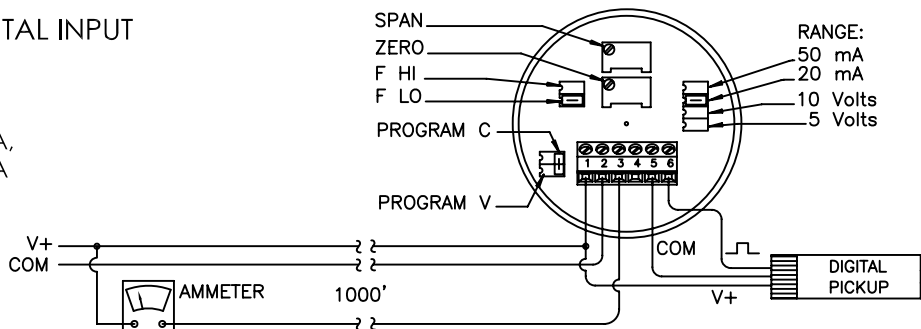 TAL INPUT
A,
A
SPAN
ZERO
F HI
F LO
PROGRAM C
PROGRAM V
RANGE:
50 mA
20 mA
10 Volts
5 Volts
1 2 3 4 5 6
V+
COM
AMMETER
1000'
COM
V+
DIGITAL
PICKUP